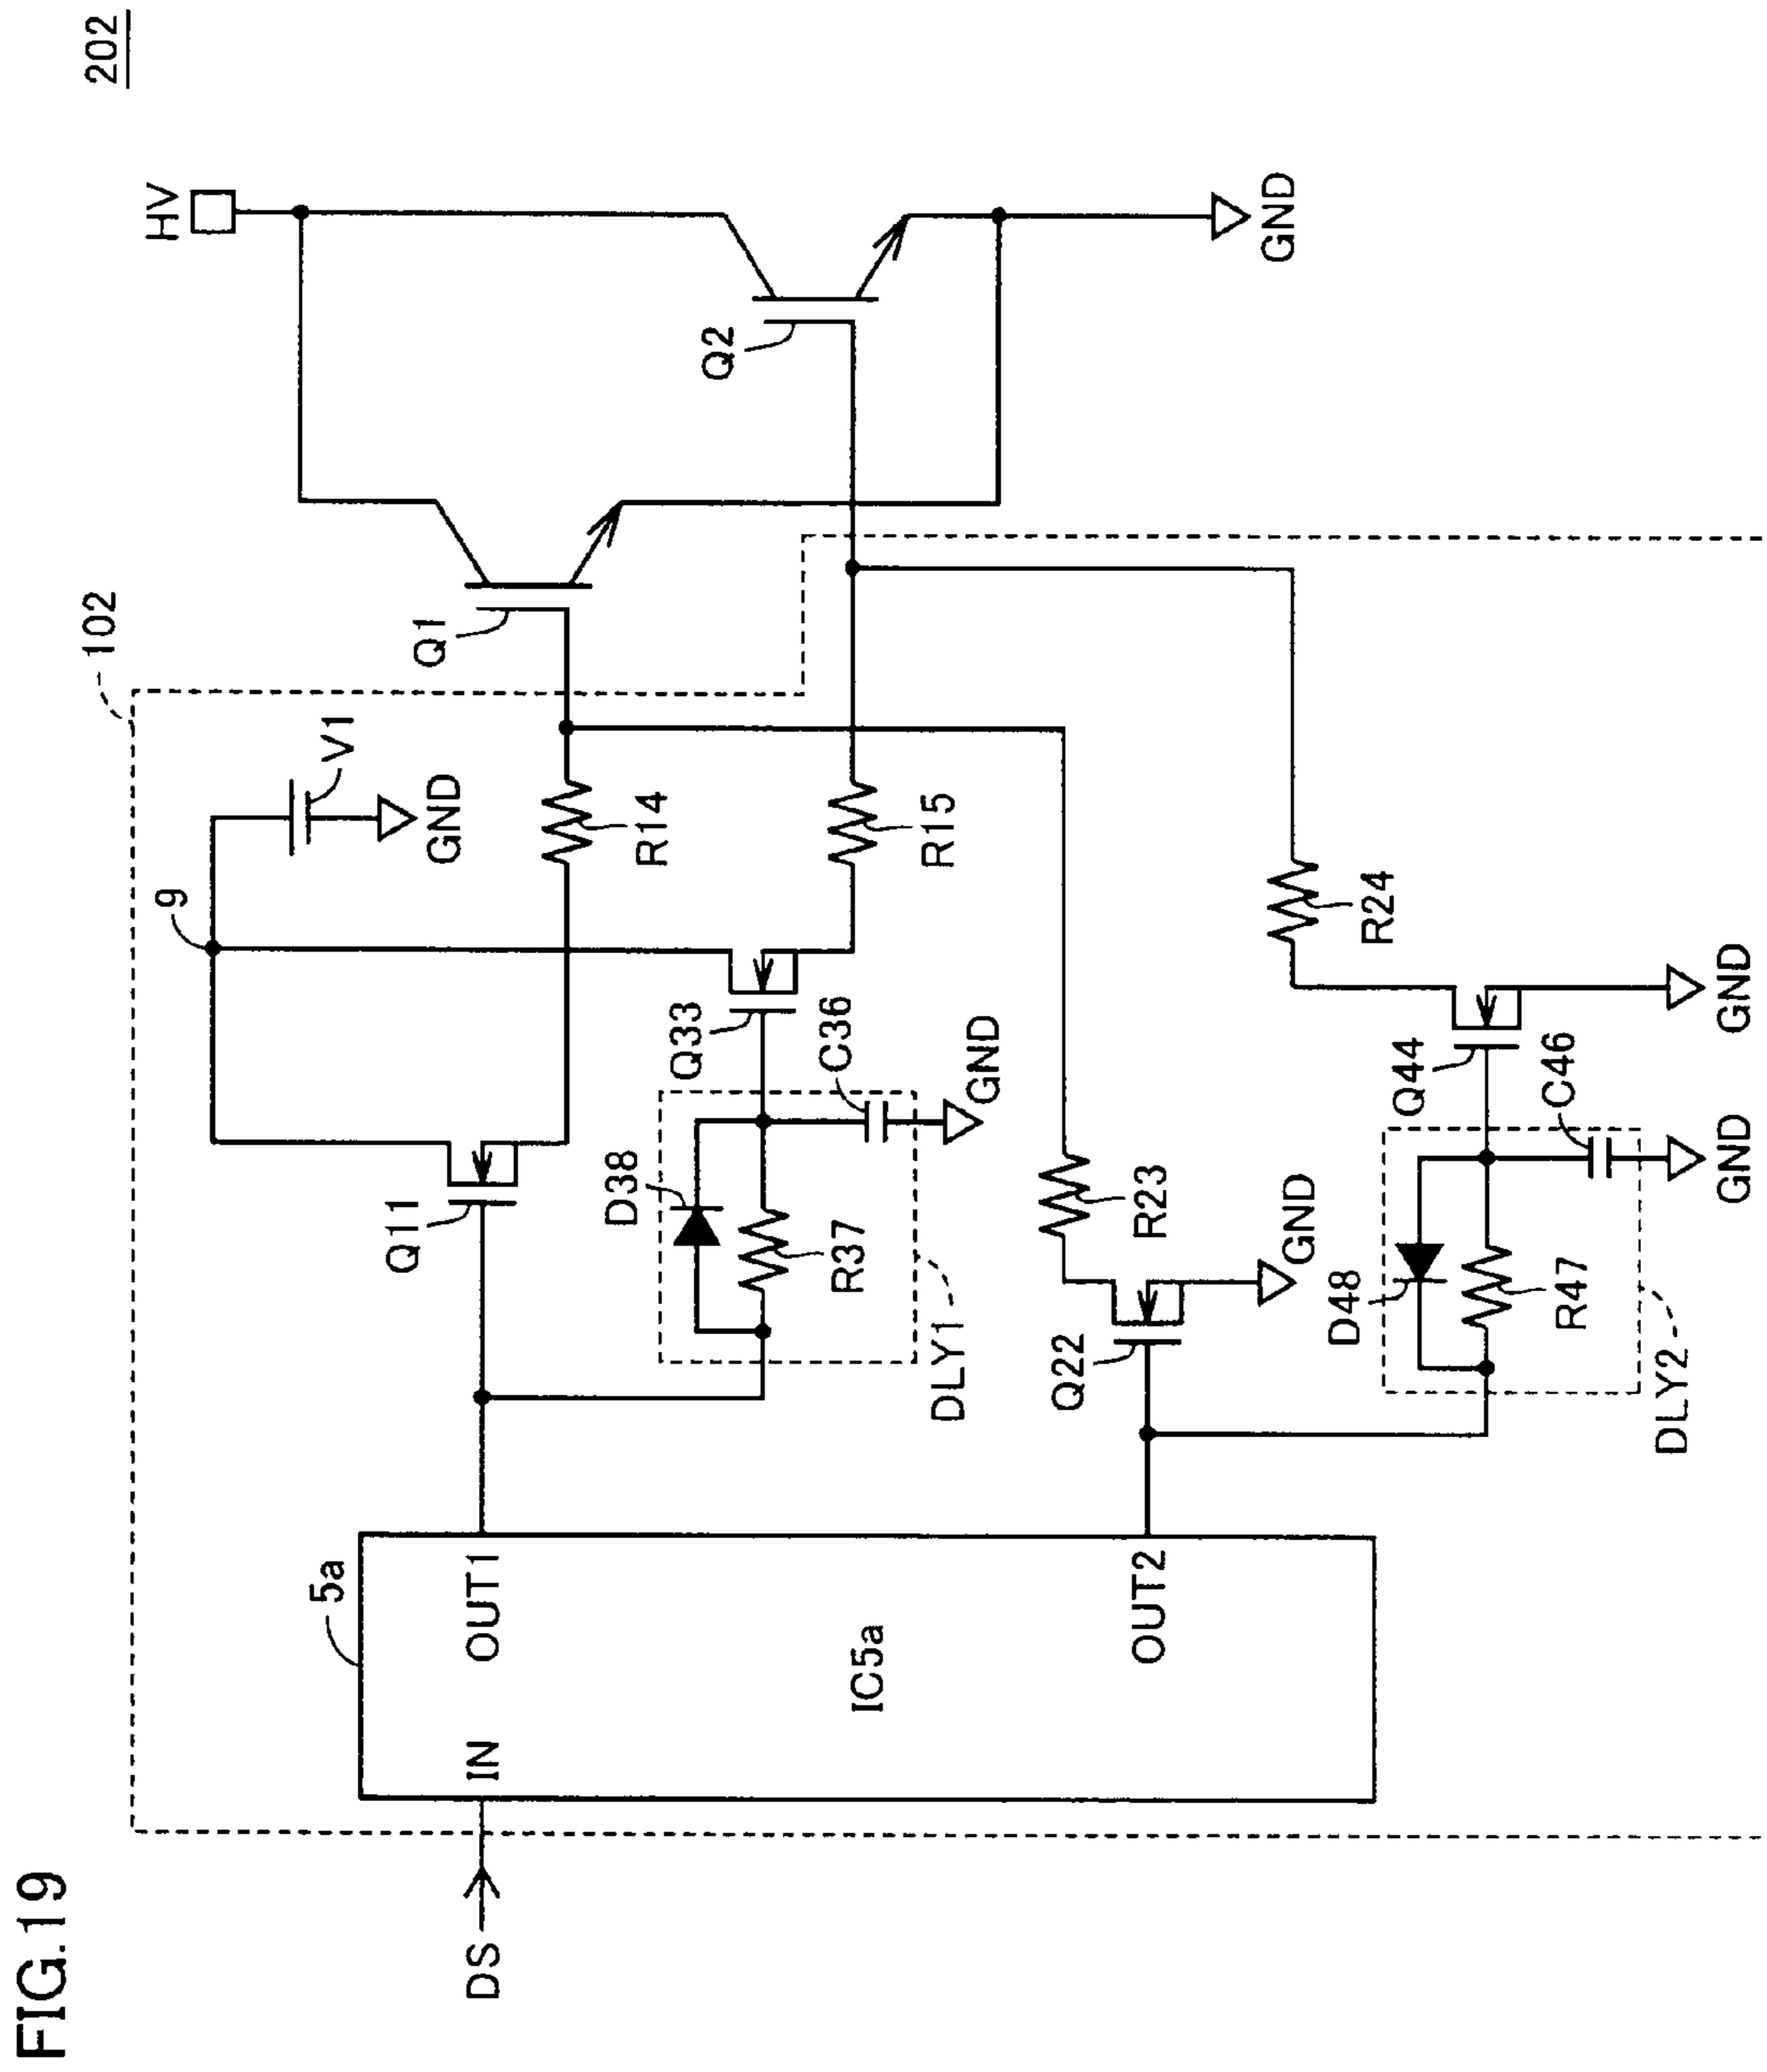 FIG.19
202
HV
102
9
V1
GND
Q1
Q2
R14
R15
Q11
Q33
D38
R37
C36
GND
DLY1
5a
DS
IN
OUT1
IC5a
OUT2
Q22
R23
GND
R24
Q44
GND
D48
R47
C46
GND
DLY2
GND